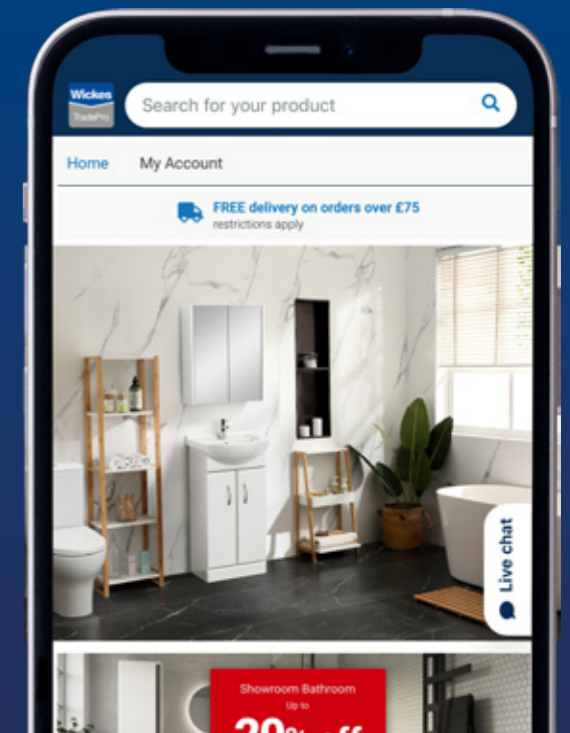 Wickes
TradePro
Search for your product
Home
My Account
FREE delivery on orders over £75
restrictions apply
Live chat
Showroom Bathroom
Up to